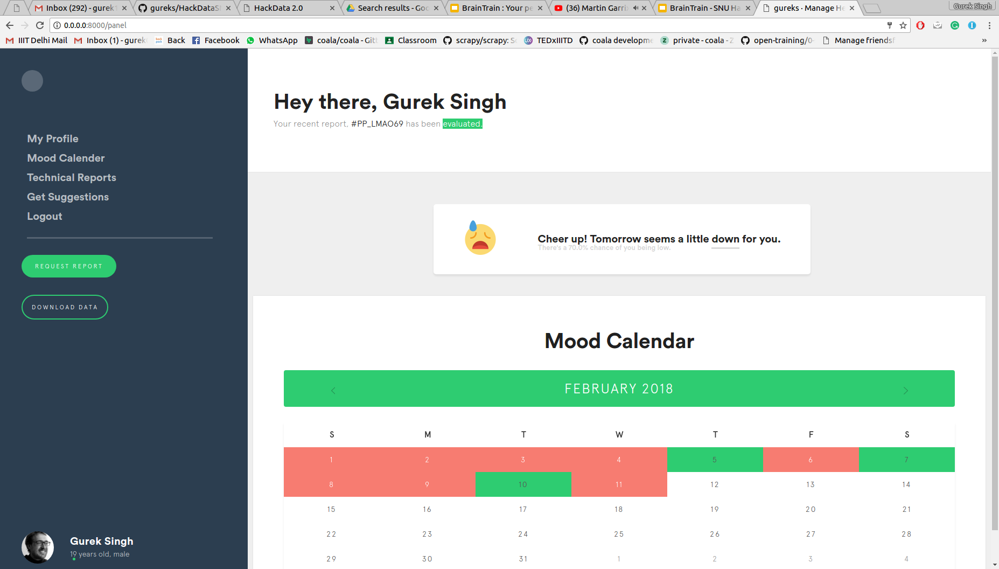 Inbox (292) - gurek1
gureks/HackDataS
HackData 2.0
Search results - Goo
BrainTrain : Your pe
(36) Martin Garrix
BrainTrain - SNU Ha
gureks · Manage He
Gurek Singh
0.0.0.0:8000/panel
IIIT Delhi Mail
Inbox (1) - gurek
Back
Facebook
WhatsApp
coala/coala - Gitt
Classroom
scrapy/scrapy: Sc
TEDxIIITD
coala developme
private - coala - Z
open-training/0-
Manage friendsf
»
Hey there, Gurek Singh
Your recent report, #PP_LMAO69 has been evaluated.
My Profile
Mood Calender
Technical Reports
Get Suggestions
Logout
REQUEST REPORT
DOWNLOAD DATA
Gurek Singh
19 years old, male
Cheer up! Tomorrow seems a little down for you.
There's a 70.0% chance of you being low.
Mood Calendar
FEBRUARY 2018
S M T W T F S
1 2 3 4 5 6 7
8 9 10 11 12 13 14
15 16 17 18 19 20 21
22 23 24 25 26 27 28
29 30 31 1 2 3 4